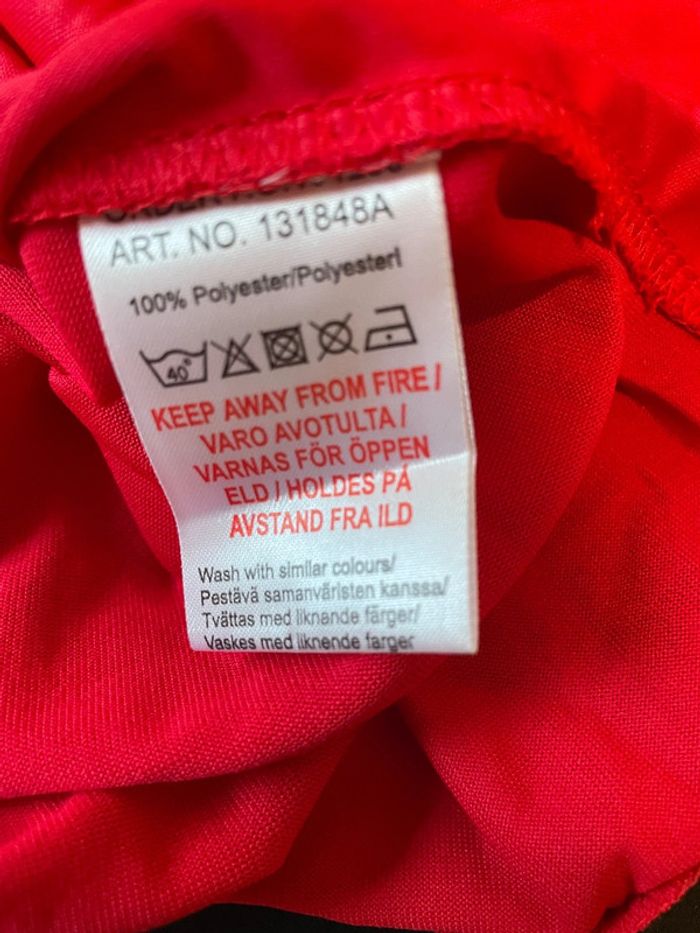 ART. NO. 131848A
100% Polyester/Polyesterl
40°
KEEP AWAY FROM FIRE/
VARO AVOTULTA/
VARNAS FÖR ÖPPEN
ELD / HOLDES PÅ
AVSTAND FRA ILD
Wash with similar colours/
Pestävä samanväristen kanssa/
Tvättas med liknande färger/
Vaskes med liknende farger